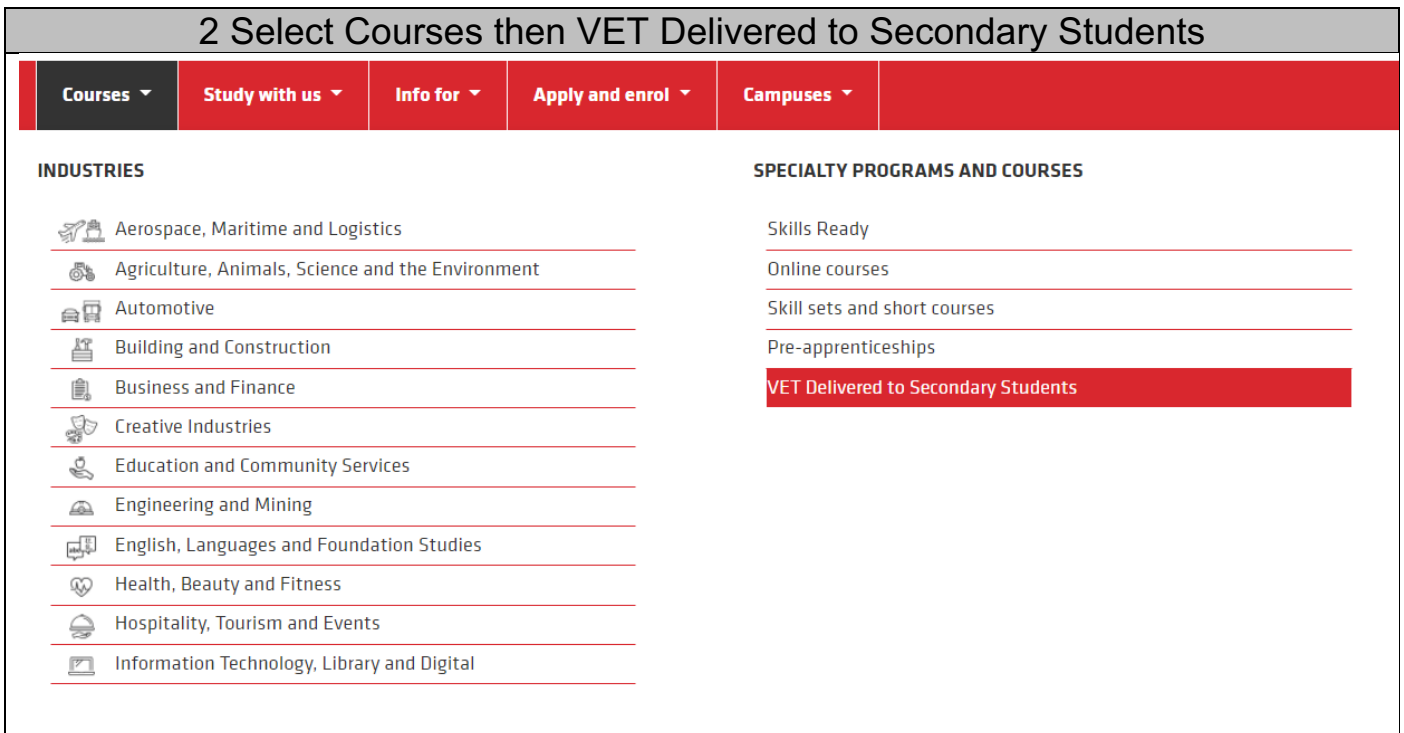 2 Select Courses then VET Delivered to Secondary Students
Courses
Study with us
Info for
Apply and enrol
Campuses
INDUSTRIES
Aerospace, Maritime and Logistics
Agriculture, Animals, Science and the Environment
Automotive
Building and Construction
Business and Finance
Creative Industries
Education and Community Services
Engineering and Mining
English, Languages and Foundation Studies
Health, Beauty and Fitness
Hospitality, Tourism and Events
Information Technology, Library and Digital
SPECIALTY PROGRAMS AND COURSES
Skills Ready
Online courses
Skill sets and short courses
Pre-apprenticeships
VET Delivered to Secondary Students